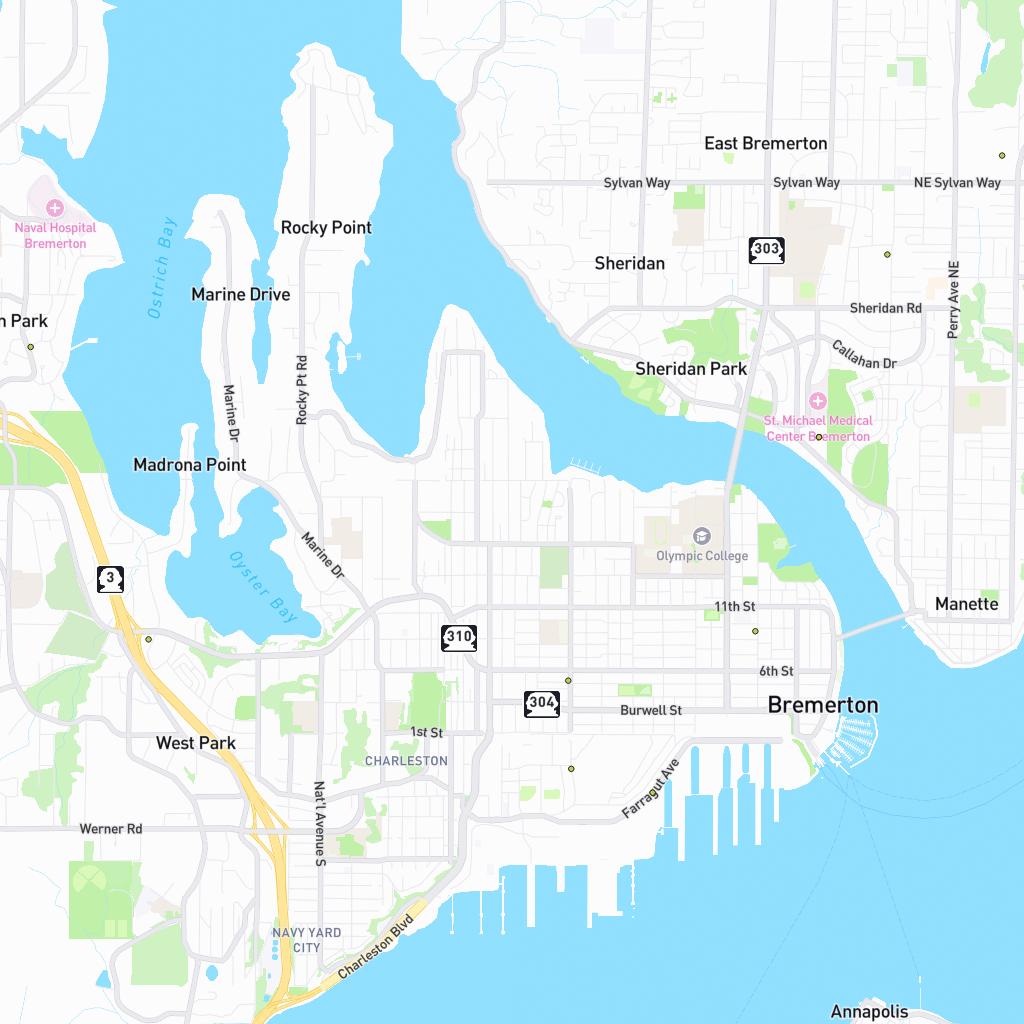 East Bremerton
Sylvan Way
Sylvan Way
NE Sylvan Way
Naval Hospital
Bremerton
Ostrich Bay
Rocky Point
303
Sheridan
Marine Drive
Perry Ave NE
Sheridan Rd
n Park
Callahan Dr
Rocky Pt Rd
Sheridan Park
Marine Dr
St. Michael Medical
Center Bremerton
Madrona Point
Marine Dr
Olympic College
3
Oyster Bay
11th St
Manette
310
6th St
304
Burwell St
Bremerton
1st St
West Park
CHARLESTON
Farragut Ave
Nat'l Avenue S
Werner Rd
NAVY YARD
CITY
Charleston Blvd
Annapolis